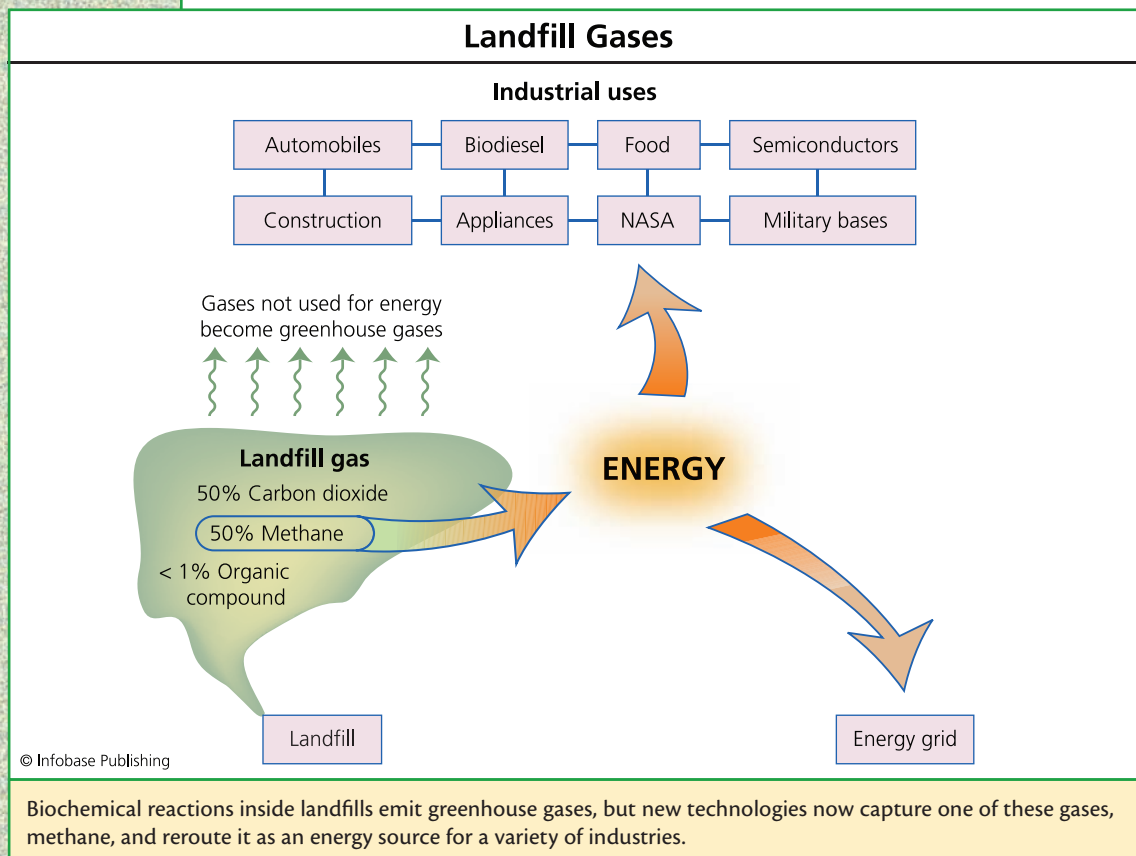 Landfill Gases
Industrial uses
Automobiles Biodiesel Food Semiconductors
Construction Appliances NASA Military bases
Gases not used for energy
become greenhouse gases
Landfill gas
50% Carbon dioxide
50% Methane
< 1% Organic
compound
ENERGY
Landfill
Energy grid
© Infobase Publishing
Biochemical reactions inside landfills emit greenhouse gases, but new technologies now capture one of these gases,
methane, and reroute it as an energy source for a variety of industries.